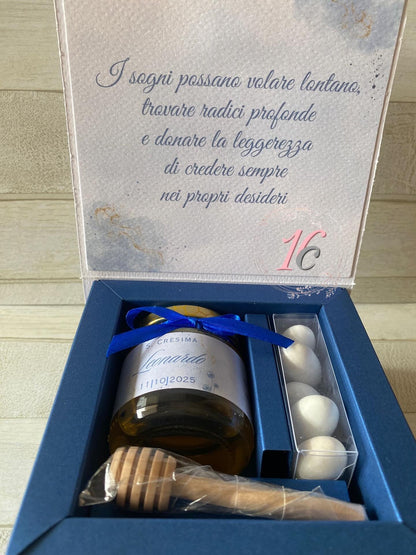 I sogni possano volare lontano,
trovare radici profonde
e donare la leggerezza
di credere sempre
nei propri desideri
CRESIMA
Leonardo
11|10|2025